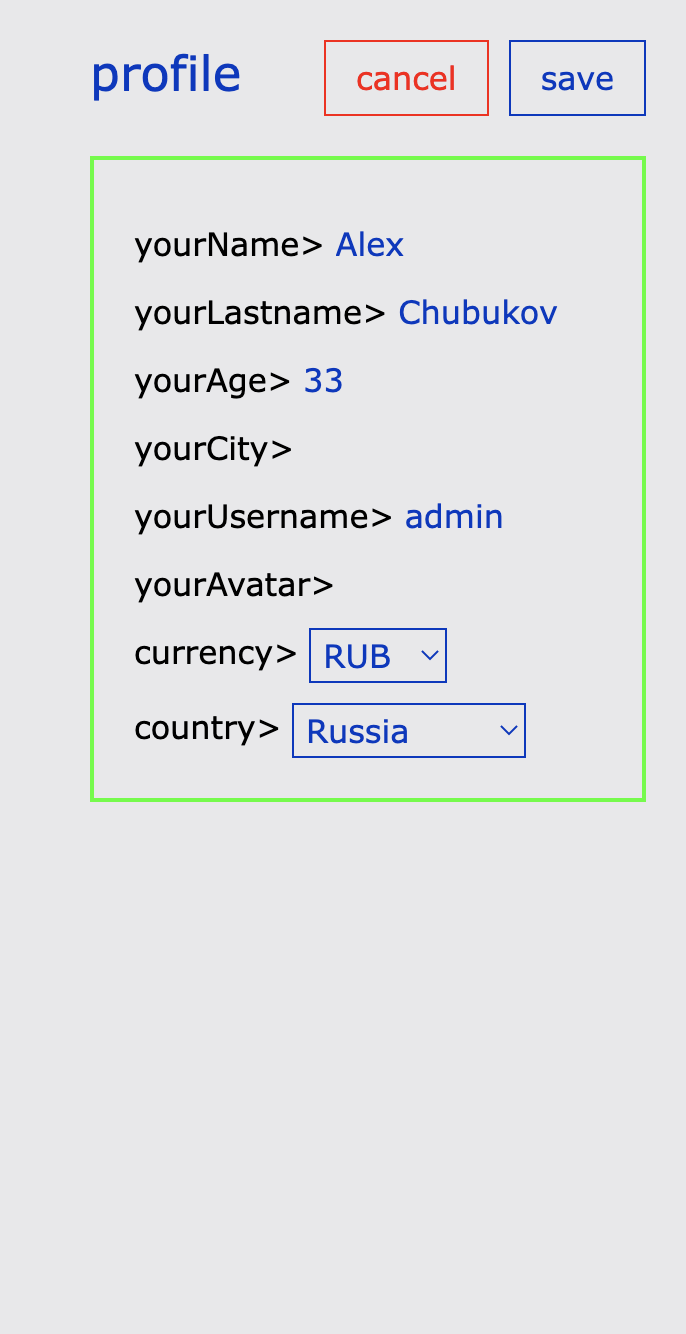 profile cancel save
yourName> Alex
yourLastname> Chubukov
yourAge> 33
yourCity>
yourUsername> admin
yourAvatar>
currency> RUB
country> Russia